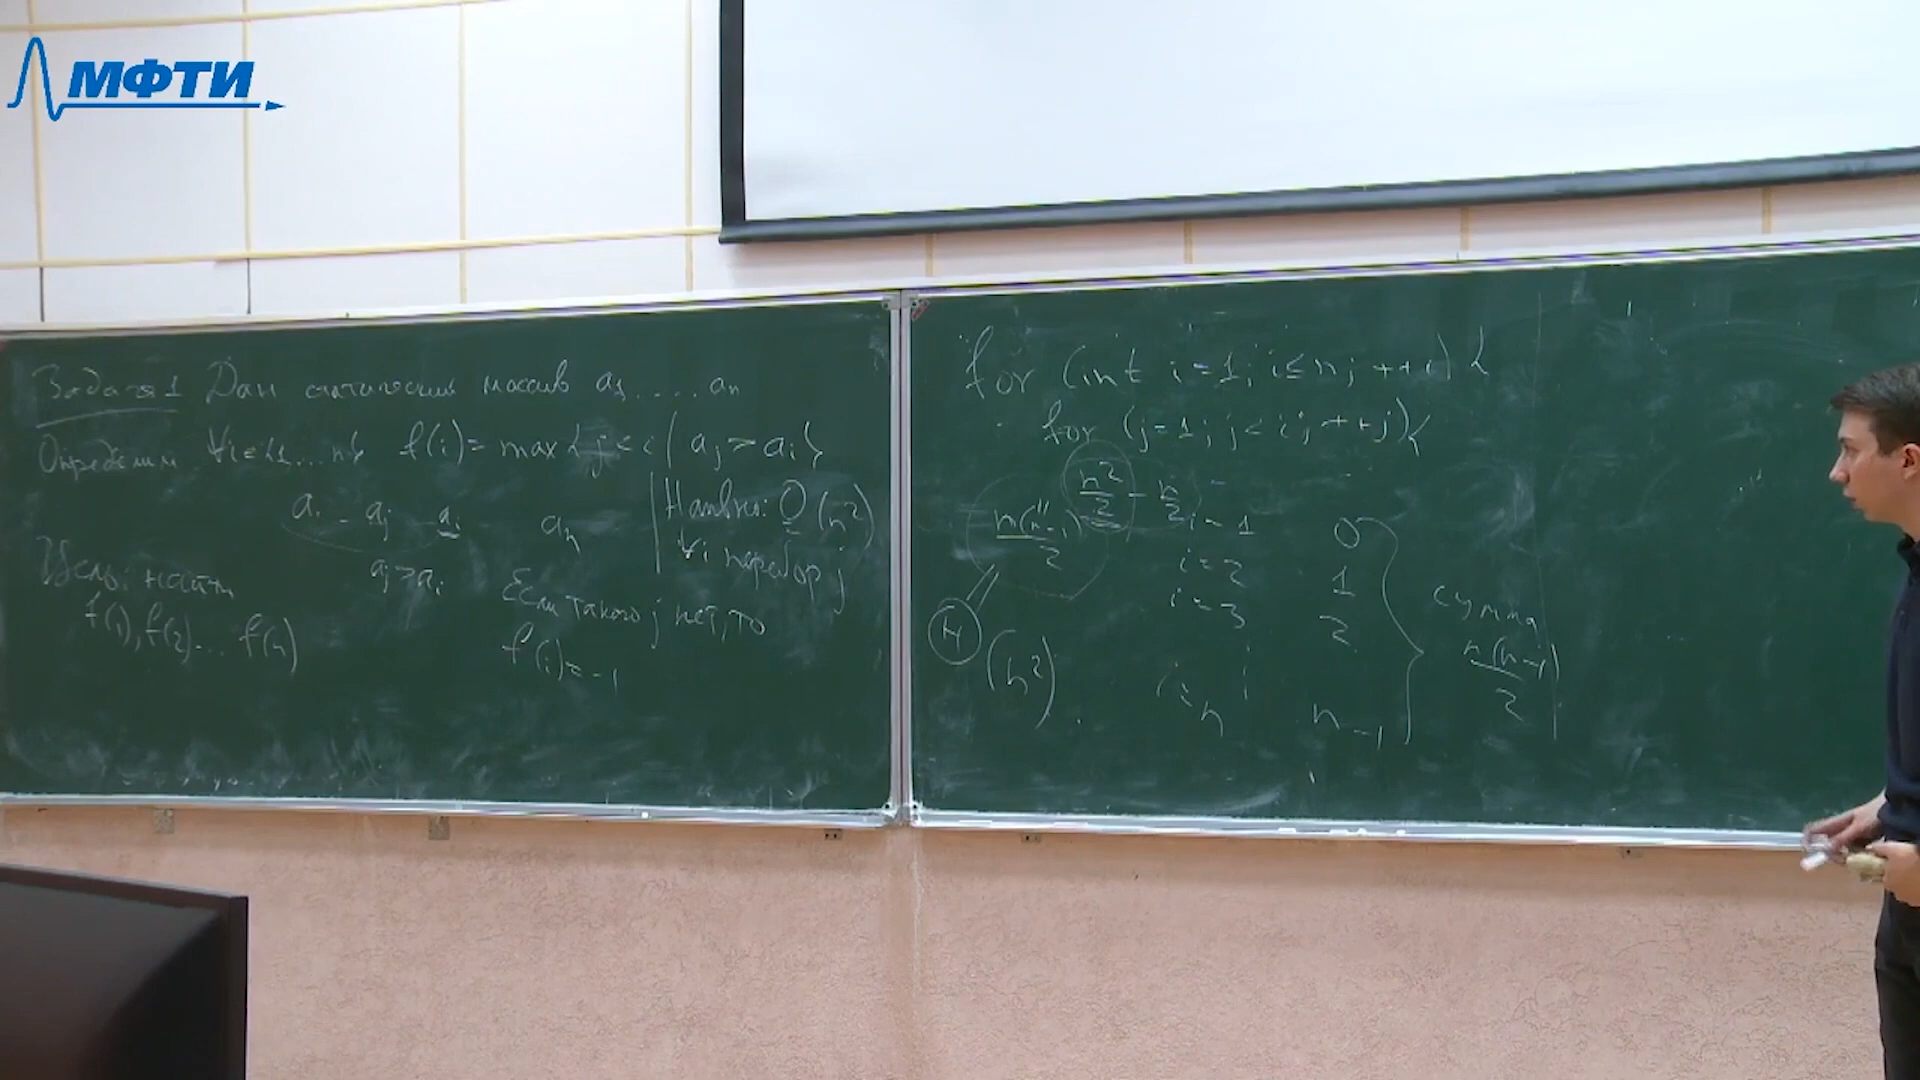 МФТИ
Задача 1 Дан статический массив a1, .... an
Определим ∀i∈{1...n} f(i) = max{j < i | aj > ai}
a1 .. aj .. ai an
aj > ai
Наивно: O(n²)
∀i перебор j
Цель: найти
f(1), f(2) ... f(n)
Если такого j нет, то
f(i) = -1
for (int i=1; i≤n; ++i) {
for (j=1; j<i; ++j) {
n²/2 - n/2
n(n-1)/2
i=1 0
i=2 1
i=3 2
i=n n-1
сумма
n(n-1)/2
(n²)